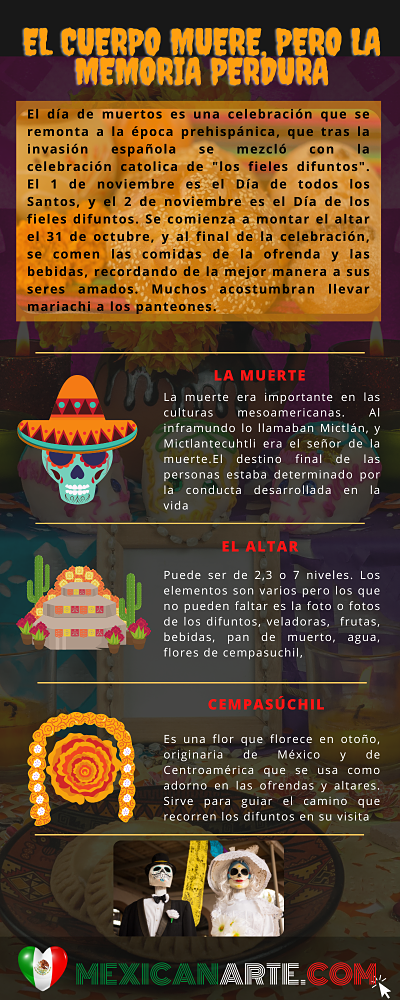 EL CUERPO MUERE, PERO LA
MEMORIA PERDURA
El día de muertos es una celebración que se
remonta a la época prehispánica, que tras la
invasión española se mezcló con la
celebración catolica de "los fieles difuntos".
El 1 de noviembre es el Día de todos los
Santos, y el 2 de noviembre es el Día de los
fieles difuntos. Se comienza a montar el altar
el 31 de octubre, y al final de la celebración,
se comen las comidas de la ofrenda y las
bebidas, recordando de la mejor manera a sus
seres amados. Muchos acostumbran llevar
mariachi a los panteones.
LA MUERTE
La muerte era importante en las
culturas mesoamericanas. Al
inframundo lo llamaban Mictlán, y
Mictlantecuhtli era el señor de la
muerte.El destino final de las
personas estaba determinado por
la conducta desarrollada en la
vida
EL ALTAR
Puede ser de 2,3 o 7 niveles. Los
elementos son varios pero los que
no pueden faltar es la foto o fotos
de los difuntos, veladoras, frutas,
bebidas, pan de muerto, agua,
flores de cempasuchil,
CEMPASÚCHIL
Es una flor que florece en otoño,
originaria de México y de
Centroamérica que se usa como
adorno en las ofrendas y altares.
Sirve para guiar el camino que
recorren los difuntos en su visita
MEXICANARTE.COM